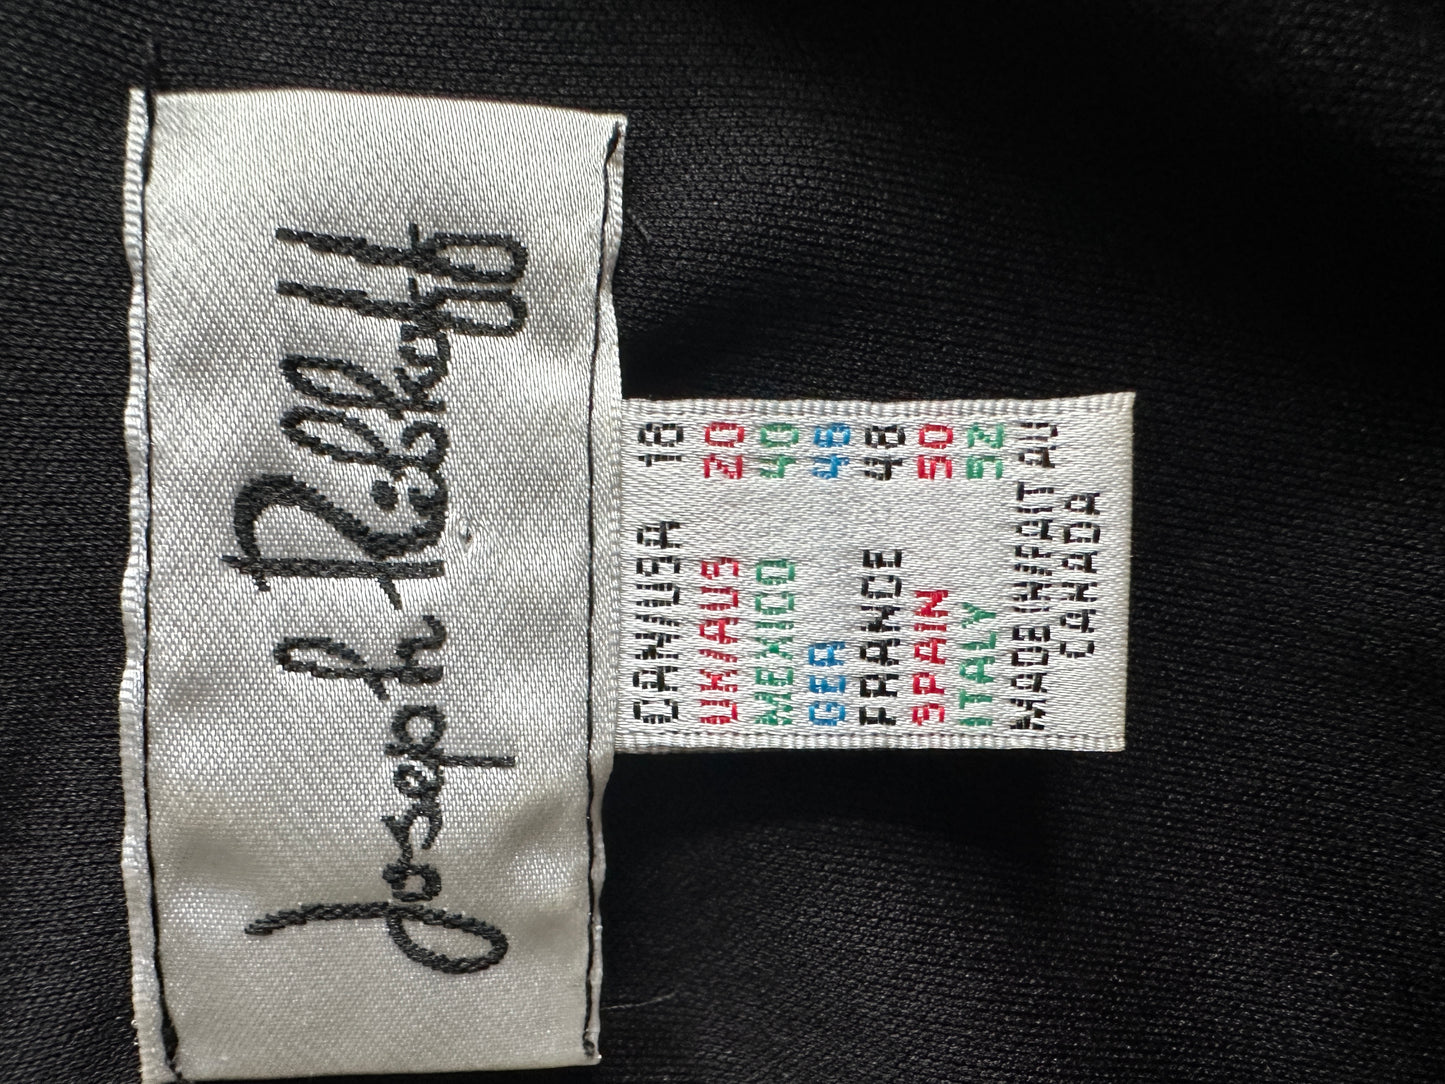 Joseph Ribkoff
CAN/USA 18
UK/AUS 20
MEXICO 40
GER 46
FRANCE 48
SPAIN 50
ITALY 52
MADE IN/FAIT AU
CANADA